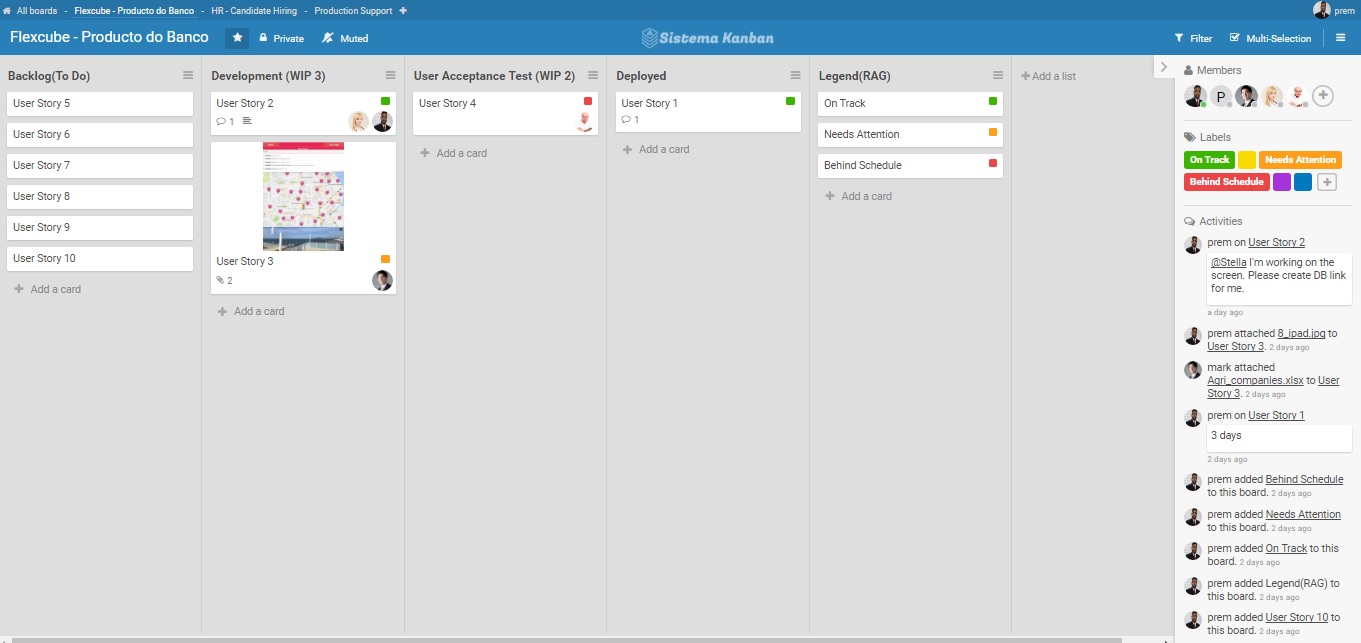 All boards - Flexcube - Producto do Banco - HR - Candidate Hiring - Production Support
prem
Flexcube - Producto do Banco
Private
Muted
Sistema Kanban
Filter
Multi-Selection
Backlog(To Do)
User Story 5
User Story 6
User Story 7
User Story 8
User Story 9
User Story 10
Add a card
Development (WIP 3)
User Story 2
1
User Story 3
2
Add a card
User Acceptance Test (WIP 2)
User Story 4
Add a card
Deployed
User Story 1
1
Add a card
Legend(RAG)
On Track
Needs Attention
Behind Schedule
Add a card
Add a list
Members
P
Labels
On Track
Needs Attention
Behind Schedule
Activities
prem on User Story 2
@Stella I'm working on the
screen. Please create DB link
for me.
a day ago
prem attached 8_ipad.jpg to
User Story 3. 2 days ago
mark attached
Agri_companies.xlsx to User
Story 3. 2 days ago
prem on User Story 1
3 days
2 days ago
prem added Behind Schedule
to this board. 2 days ago
prem added Needs Attention
to this board. 2 days ago
prem added On Track to this
board. 2 days ago
prem added Legend(RAG) to
this board. 2 days ago
prem added User Story 10 to
this board. 2 days ago